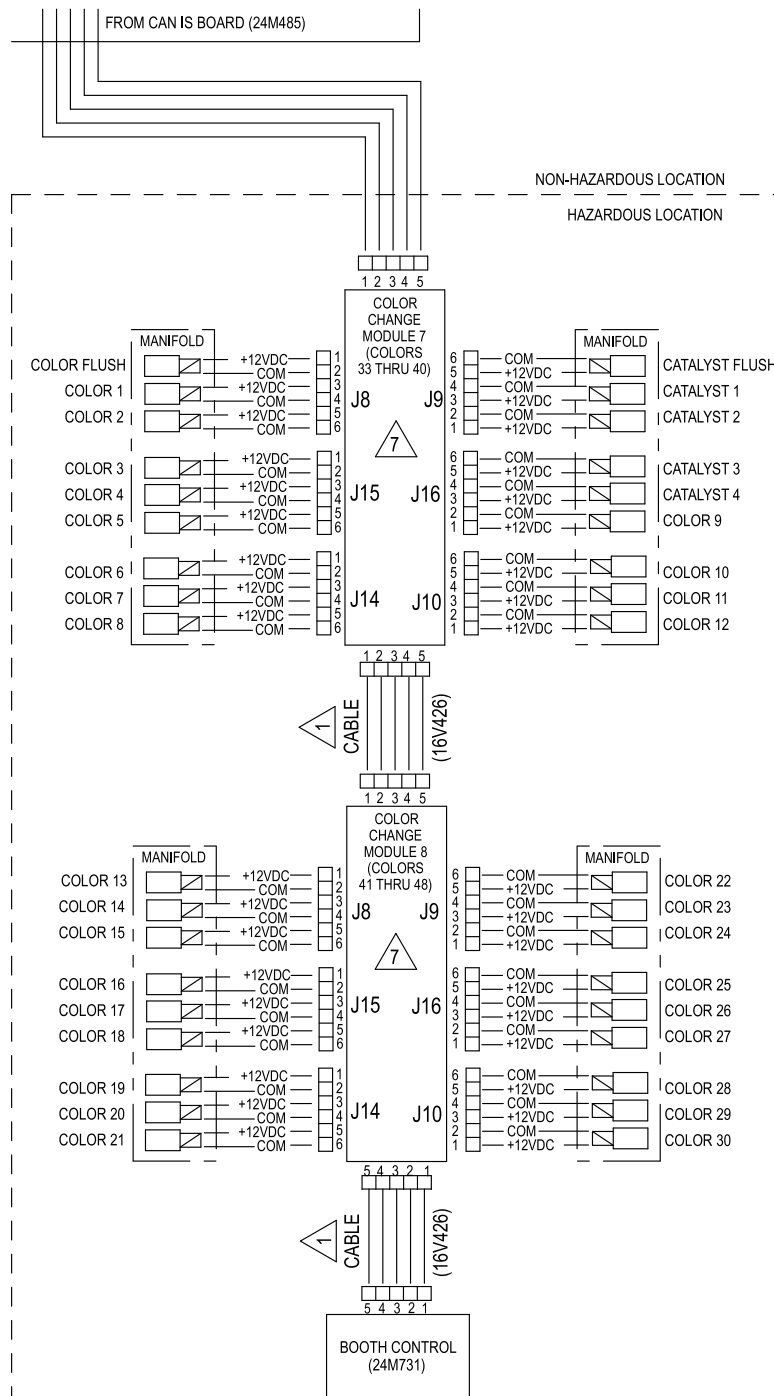 FROM CAN IS BOARD (24M485)
NON-HAZARDOUS LOCATION
HAZARDOUS LOCATION
1 2 3 4 5
COLOR
CHANGE
MODULE 7
(COLORS
33 THRU 40)
MANIFOLD
MANIFOLD
COLOR FLUSH +12VDC 1 6 COM CATALYST FLUSH
COM 2 5 +12VDC
COLOR 1 +12VDC 3 4 COM CATALYST 1
COM 4 J8 J9 3 +12VDC
COLOR 2 +12VDC 5 2 COM CATALYST 2
COM 6 1 +12VDC
7
COLOR 3 +12VDC 1 6 COM CATALYST 3
COM 2 5 +12VDC
COLOR 4 +12VDC 3 J15 J16 4 COM CATALYST 4
COM 4 3 +12VDC
COLOR 5 +12VDC 5 2 COM COLOR 9
COM 6 1 +12VDC
COLOR 6 +12VDC 1 6 COM COLOR 10
COM 2 5 +12VDC
COLOR 7 +12VDC 3 4 COM COLOR 11
COM 4 J14 J10 3 +12VDC
COLOR 8 +12VDC 5 2 COM COLOR 12
COM 6 1 +12VDC
1 2 3 4 5
1 CABLE (16V426)
1 2 3 4 5
COLOR
CHANGE
MODULE 8
(COLORS
41 THRU 48)
MANIFOLD
MANIFOLD
COLOR 13 +12VDC 1 6 COM COLOR 22
COM 2 5 +12VDC
COLOR 14 +12VDC 3 4 COM COLOR 23
COM 4 J8 J9 3 +12VDC
COLOR 15 +12VDC 5 2 COM COLOR 24
COM 6 1 +12VDC
7
COLOR 16 +12VDC 1 6 COM COLOR 25
COM 2 5 +12VDC
COLOR 17 +12VDC 3 J15 J16 4 COM COLOR 26
COM 4 3 +12VDC
COLOR 18 +12VDC 5 2 COM COLOR 27
COM 6 1 +12VDC
COLOR 19 +12VDC 1 6 COM COLOR 28
COM 2 5 +12VDC
COLOR 20 +12VDC 3 4 COM COLOR 29
COM 4 J14 J10 3 +12VDC
COLOR 21 +12VDC 5 2 COM COLOR 30
COM 6 1 +12VDC
5 4 3 2 1
1 CABLE (16V426)
5 4 3 2 1
BOOTH CONTROL
(24M731)